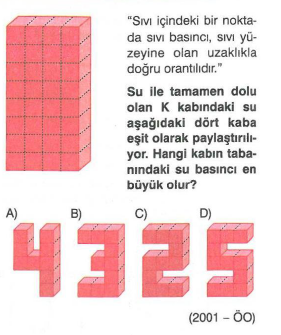 “Sıvı içindeki bir nokta-
da sıvı basıncı, sıvı yü-
zeyine olan uzaklıkla
doğru orantılıdır.”
Su ile tamamen dolu
olan K kabındaki su
aşağıdaki dört kaba
eşit olarak paylaştırılı-
yor. Hangi kabın taba-
nındaki su basıncı en
büyük olur?
A) B) C) D)
(2001 – ÖO)